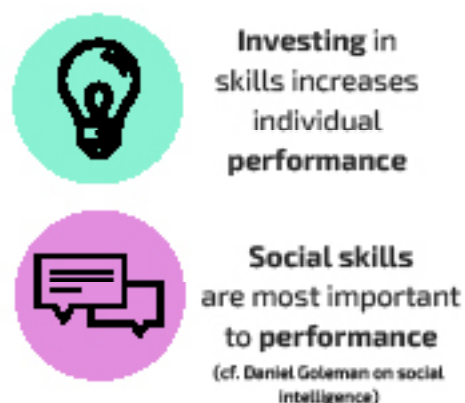 Investing in
skills increases
individual
performance
Social skills
are most important
to performance
(cf. Daniel Goleman on social
intelligence)